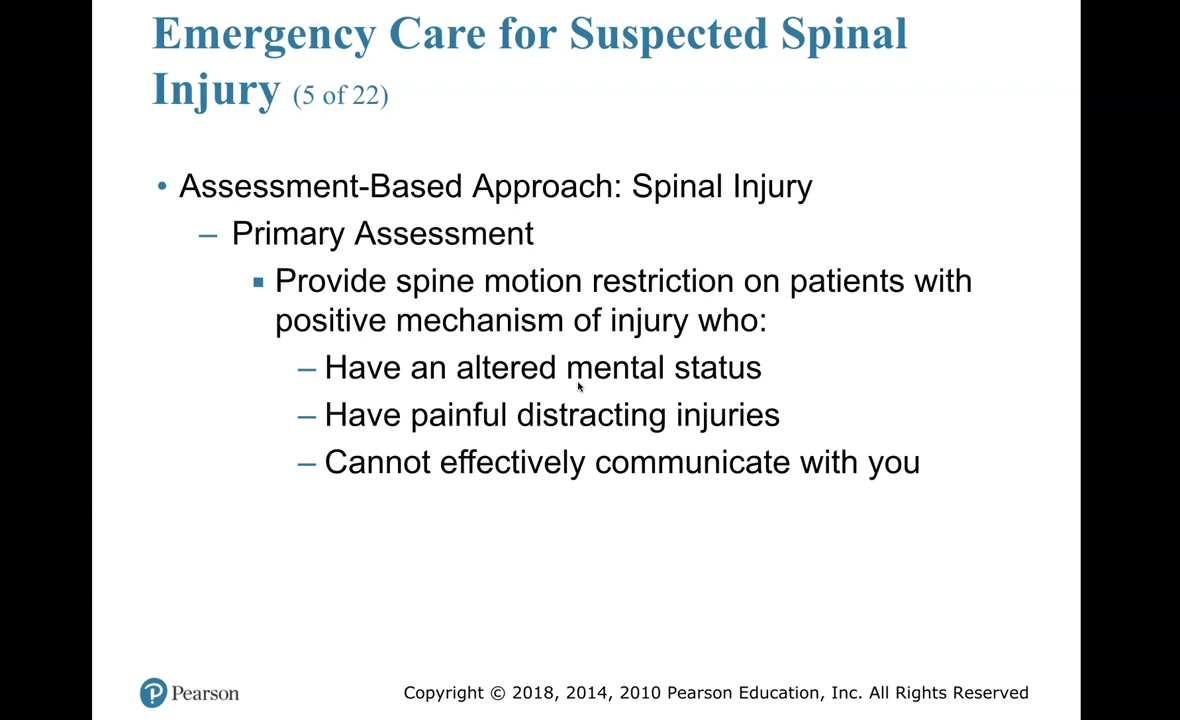 Emergency Care for Suspected Spinal
Injury (5 of 22)
• Assessment-Based Approach: Spinal Injury
– Primary Assessment
▪ Provide spine motion restriction on patients with
positive mechanism of injury who:
– Have an altered mental status
– Have painful distracting injuries
– Cannot effectively communicate with you
P Pearson
Copyright © 2018, 2014, 2010 Pearson Education, Inc. All Rights Reserved